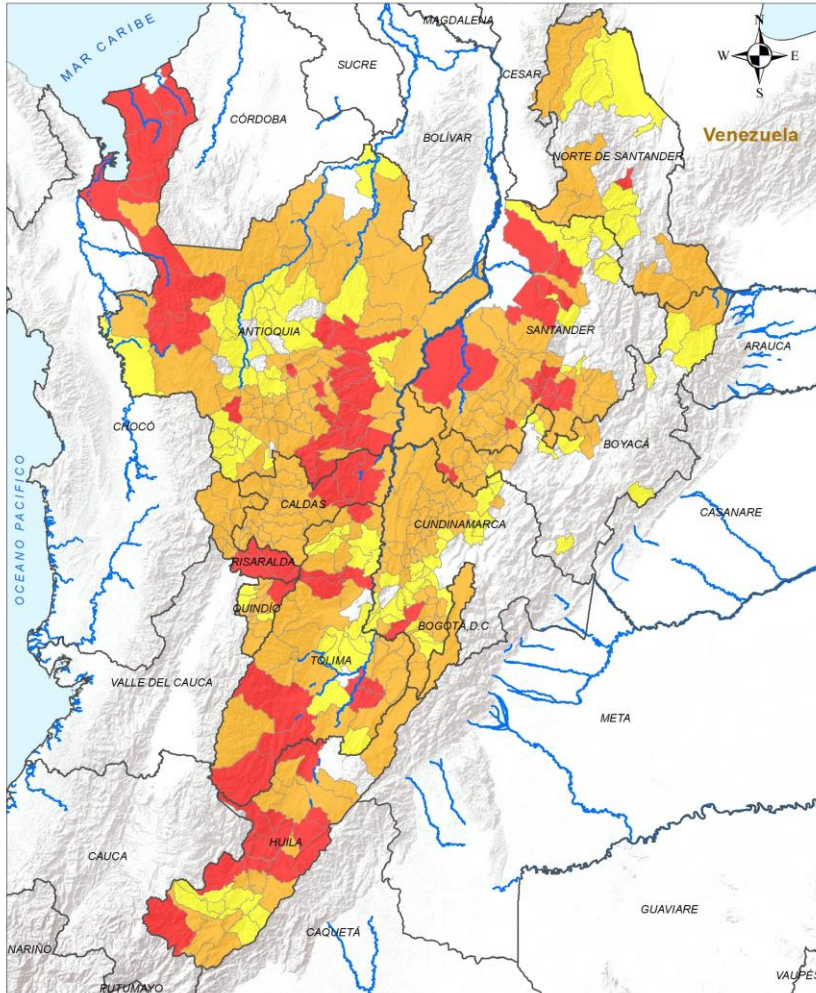 MAGDALENA
MAR CARIBE
N
W
E
S
SUCRE
CESAR
CÓRDOBA
BOLÍVAR
Venezuela
NORTE DE SANTANDER
ANTIOQUIA
SANTANDER
ARAUCA
CHOCÓ
BOYACÁ
CALDAS
CUNDINAMARCA
CASANARE
OCEANO PACIFICO
RISARALDA
QUINDÍO
BOGOTÁ, D.C
TOLIMA
VALLE DEL CAUCA
META
HUILA
CAUCA
GUAVIARE
CAQUETÁ
NARIÑO
PUTUMAYO
VAUPÉS